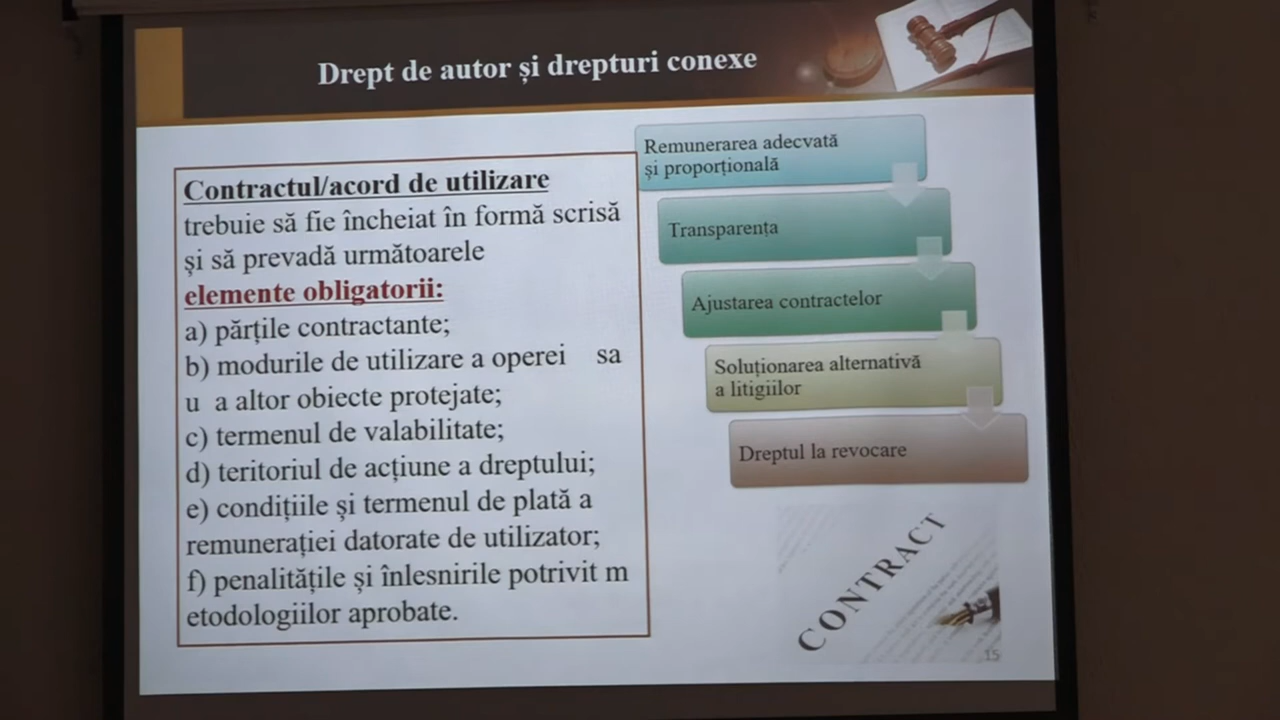 Drept de autor și drepturi conexe
Contractul/acord de utilizare
trebuie să fie încheiat în formă scrisă
și să prevadă următoarele
elemente obligatorii:
a) părțile contractante;
b) modurile de utilizare a operei sa
u a altor obiecte protejate;
c) termenul de valabilitate;
d) teritoriul de acțiune a dreptului;
e) condițiile și termenul de plată a
remunerației datorate de utilizator;
f) penalitățile și înlesnirile potrivit m
etodologiilor aprobate.
Remunerarea adecvată
și proporțională
Transparența
Ajustarea contractelor
Soluționarea alternativă
a litigiilor
Dreptul la revocare
CONTRACT
15